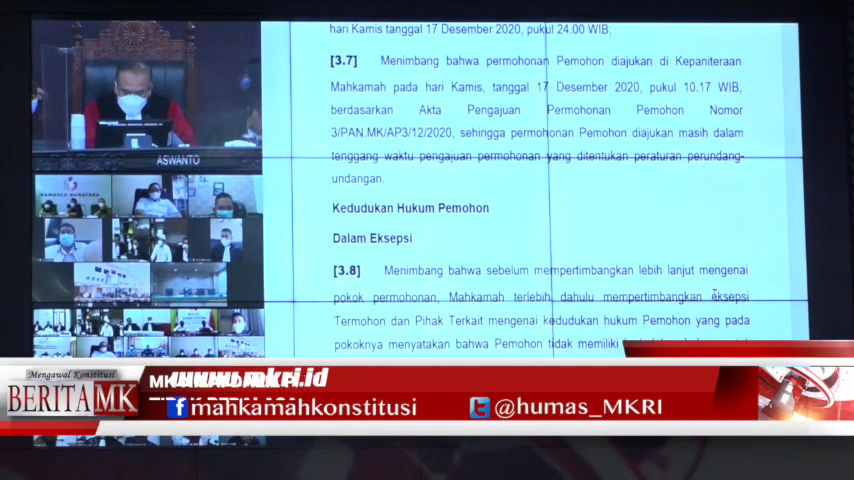 hari Kamis tanggal 17 Desember 2020, pukul 24.00 WIB;
[3.7] Menimbang bahwa permohonan Pemohon diajukan di Kepaniteraan
Mahkamah pada hari Kamis, tanggal 17 Desember 2020, pukul 10.17 WIB,
berdasarkan Akta Pengajuan Permohonan Pemohon Nomor
3/PAN.MK/AP3/12/2020, sehingga permohonan Pemohon diajukan masih dalam
tenggang waktu pengajuan permohonan yang ditentukan peraturan perundang-
undangan.
Kedudukan Hukum Pemohon
Dalam Eksepsi
[3.8] Menimbang bahwa sebelum mempertimbangkan lebih lanjut mengenai
pokok permohonan, Mahkamah terlebih dahulu mempertimbangkan eksepsi
Termohon dan Pihak Terkait mengenai kedudukan hukum Pemohon yang pada
pokoknya menyatakan bahwa Pemohon tidak memiliki
ASWANTO
BAWASLU MURATARA
Mengawal Konstitusi
BERITA MK
www.mkri.id
mahkamahkonstitusi
@humas_MKRI